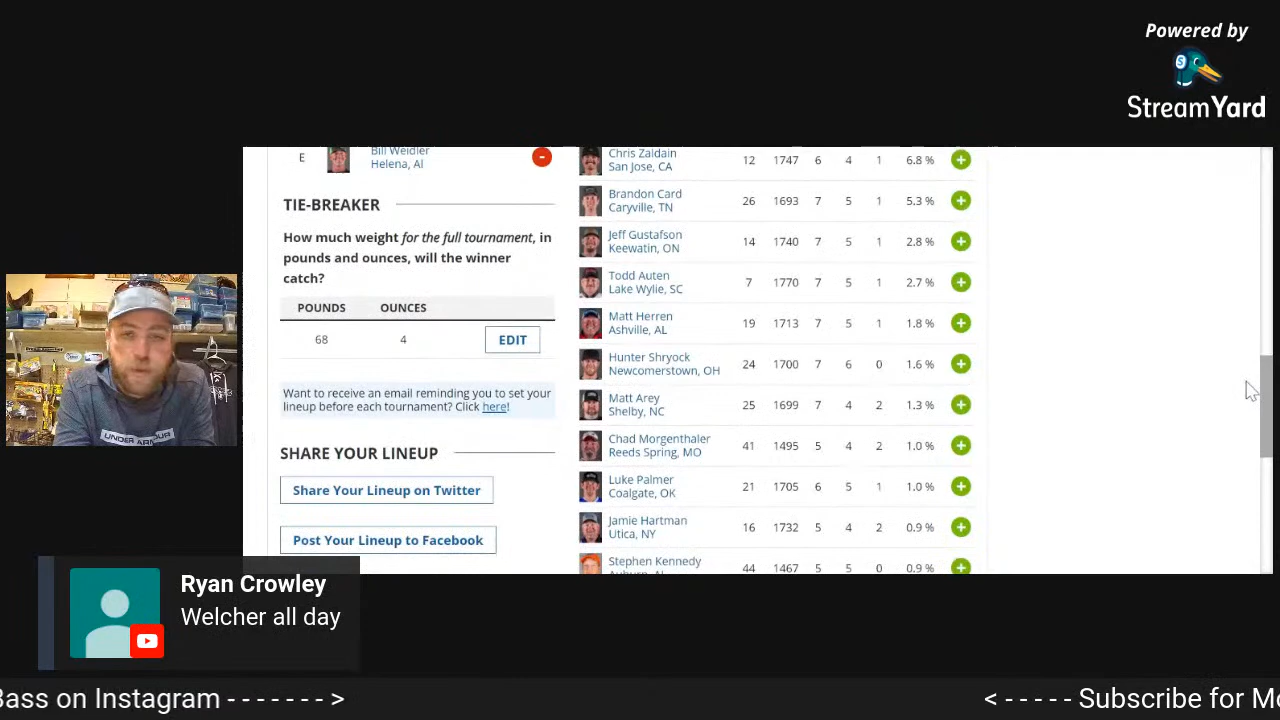 Powered by
StreamYard
E
Bill Weidler
Helena, Al
TIE-BREAKER
How much weight for the full tournament, in
pounds and ounces, will the winner
catch?
POUNDS OUNCES
68 4 EDIT
Want to receive an email reminding you to set your
lineup before each tournament? Click here!
SHARE YOUR LINEUP
Share Your Lineup on Twitter
Post Your Lineup to Facebook
Chris Zaldain
San Jose, CA
12 1747 6 4 1 6.8 %
Brandon Card
Caryville, TN
26 1693 7 5 1 5.3 %
Jeff Gustafson
Keewatin, ON
14 1740 7 5 1 2.8 %
Todd Auten
Lake Wylie, SC
7 1770 7 5 1 2.7 %
Matt Herren
Ashville, AL
19 1713 7 5 1 1.8 %
Hunter Shryock
Newcomerstown, OH
24 1700 7 6 0 1.6 %
Matt Arey
Shelby, NC
25 1699 7 4 2 1.3 %
Chad Morgenthaler
Reeds Spring, MO
41 1495 5 4 2 1.0 %
Luke Palmer
Coalgate, OK
21 1705 6 5 1 1.0 %
Jamie Hartman
Utica, NY
16 1732 5 4 2 0.9 %
Stephen Kennedy
44 1467 5 5 0 0.9 %
UNDER ARMOUR
Ryan Crowley
Welcher all day
Bass on Instagram - - - - - - - >
< - - - - - Subscribe for Mo